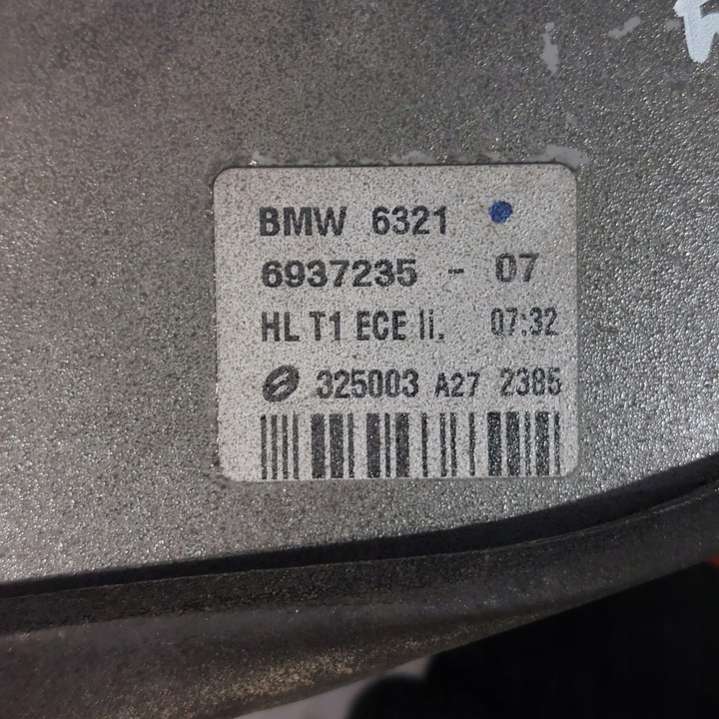 BMW 6321
6937235 - 07
HL T1 ECE li. 07:32
325003 A27 2385